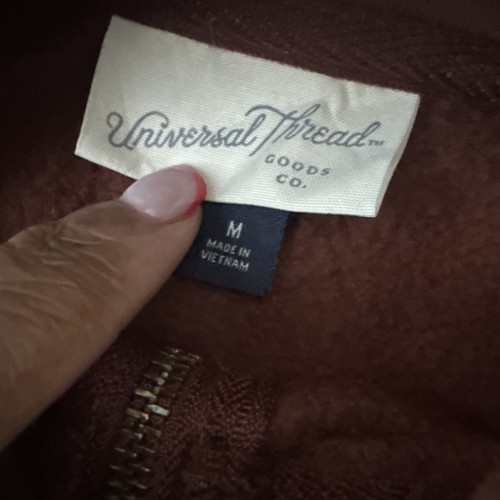 Universal Thread™
GOODS
CO.
M
MADE IN
VIETNAM